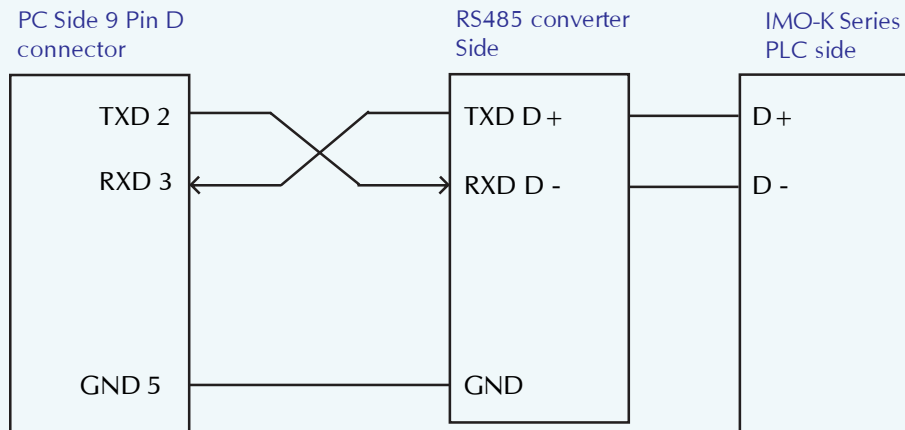 PC Side 9 Pin D
connector
RS485 converter
Side
IMO-K Series
PLC side
TXD 2
TXD D +
D +
RXD 3
RXD D -
D -
GND 5
GND